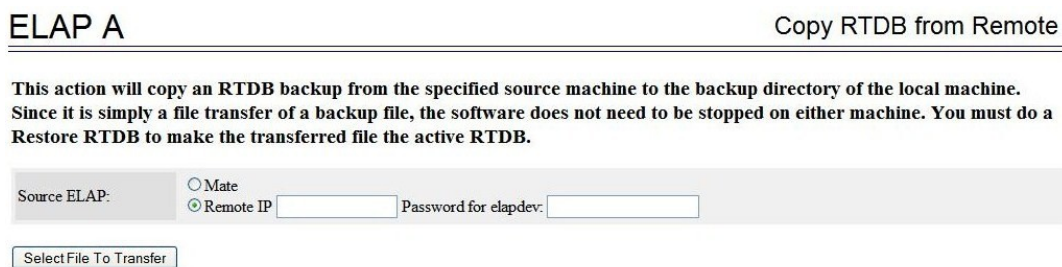 ELAP A
Copy RTDB from Remote
This action will copy an RTDB backup from the specified source machine to the backup directory of the local machine.
Since it is simply a file transfer of a backup file, the software does not need to be stopped on either machine. You must do a
Restore RTDB to make the transferred file the active RTDB.
Source ELAP:
Mate
Remote IP Password for elapdev:
Select File To Transfer